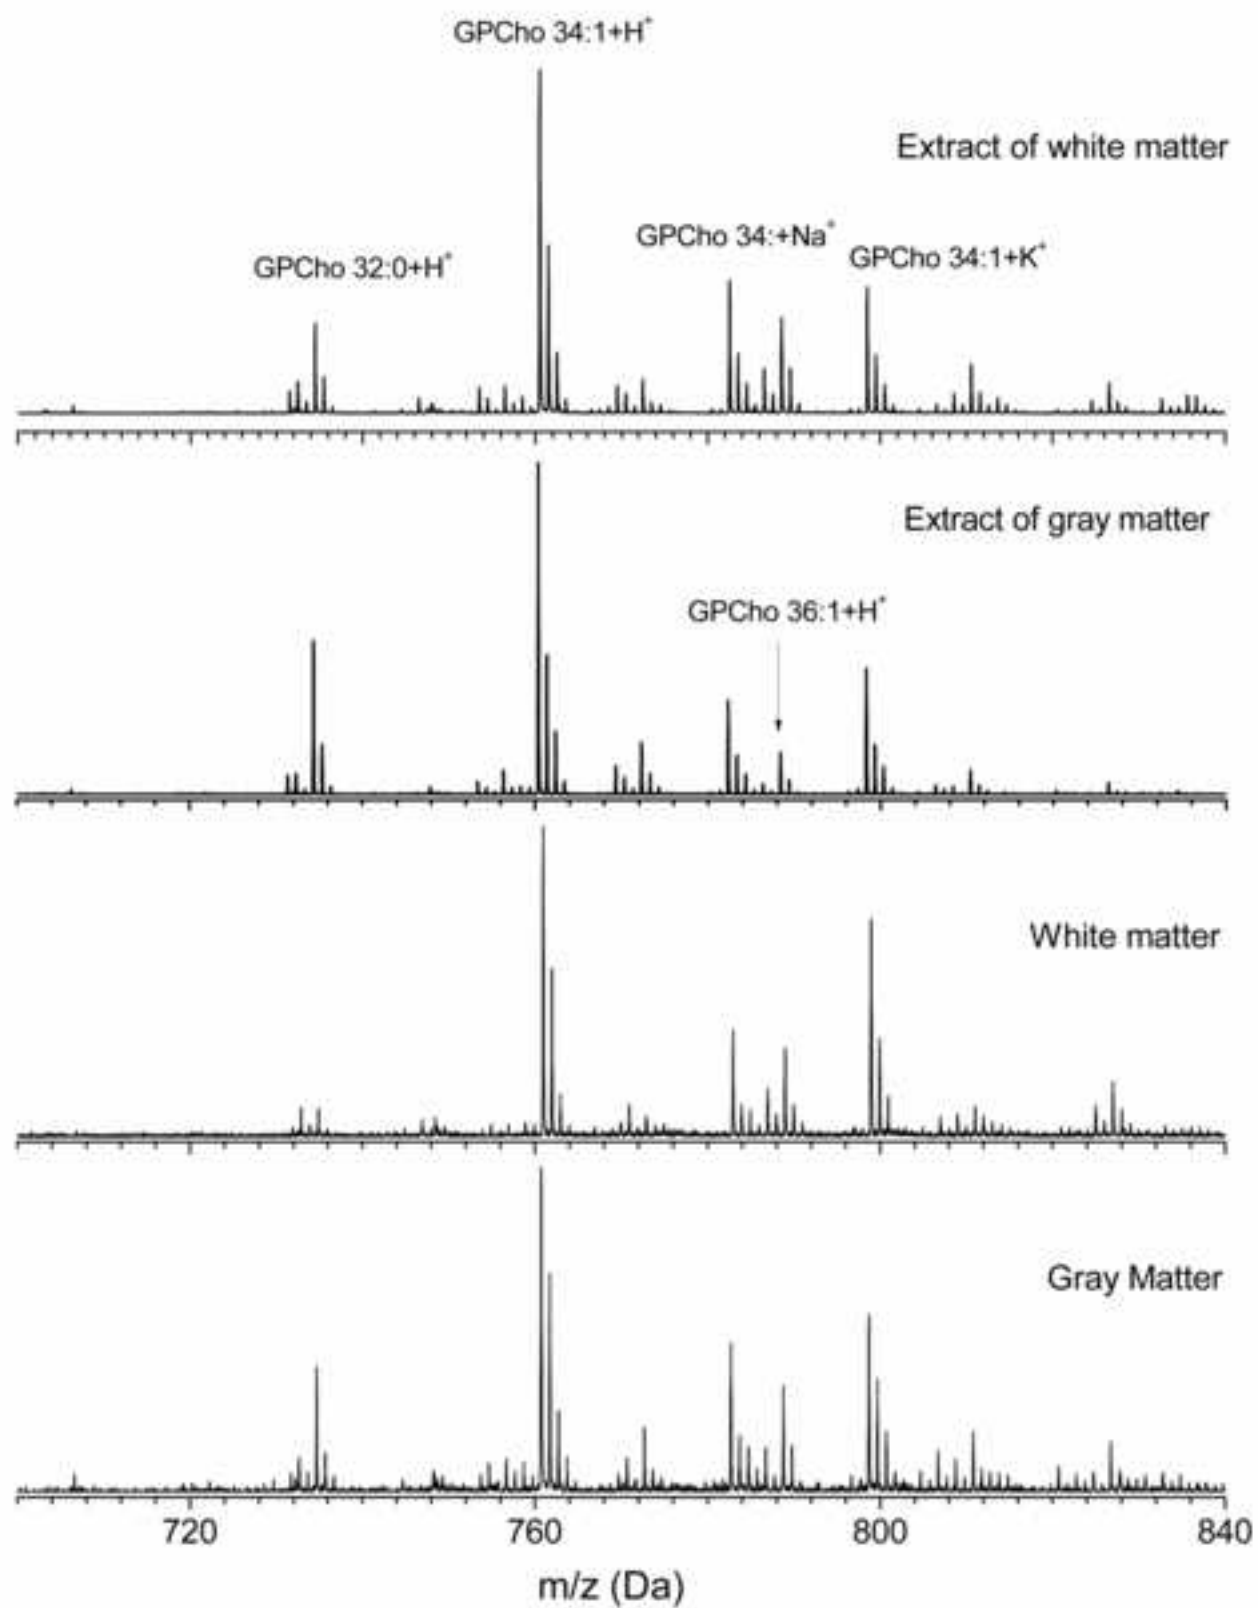 GPCho 34:1+H⁺
Extract of white matter
GPCho 34:+Na⁺
GPCho 34:1+K⁺
GPCho 32:0+H⁺
Extract of gray matter
GPCho 36:1+H⁺
White matter
Gray Matter
720 760 800 840
m/z (Da)